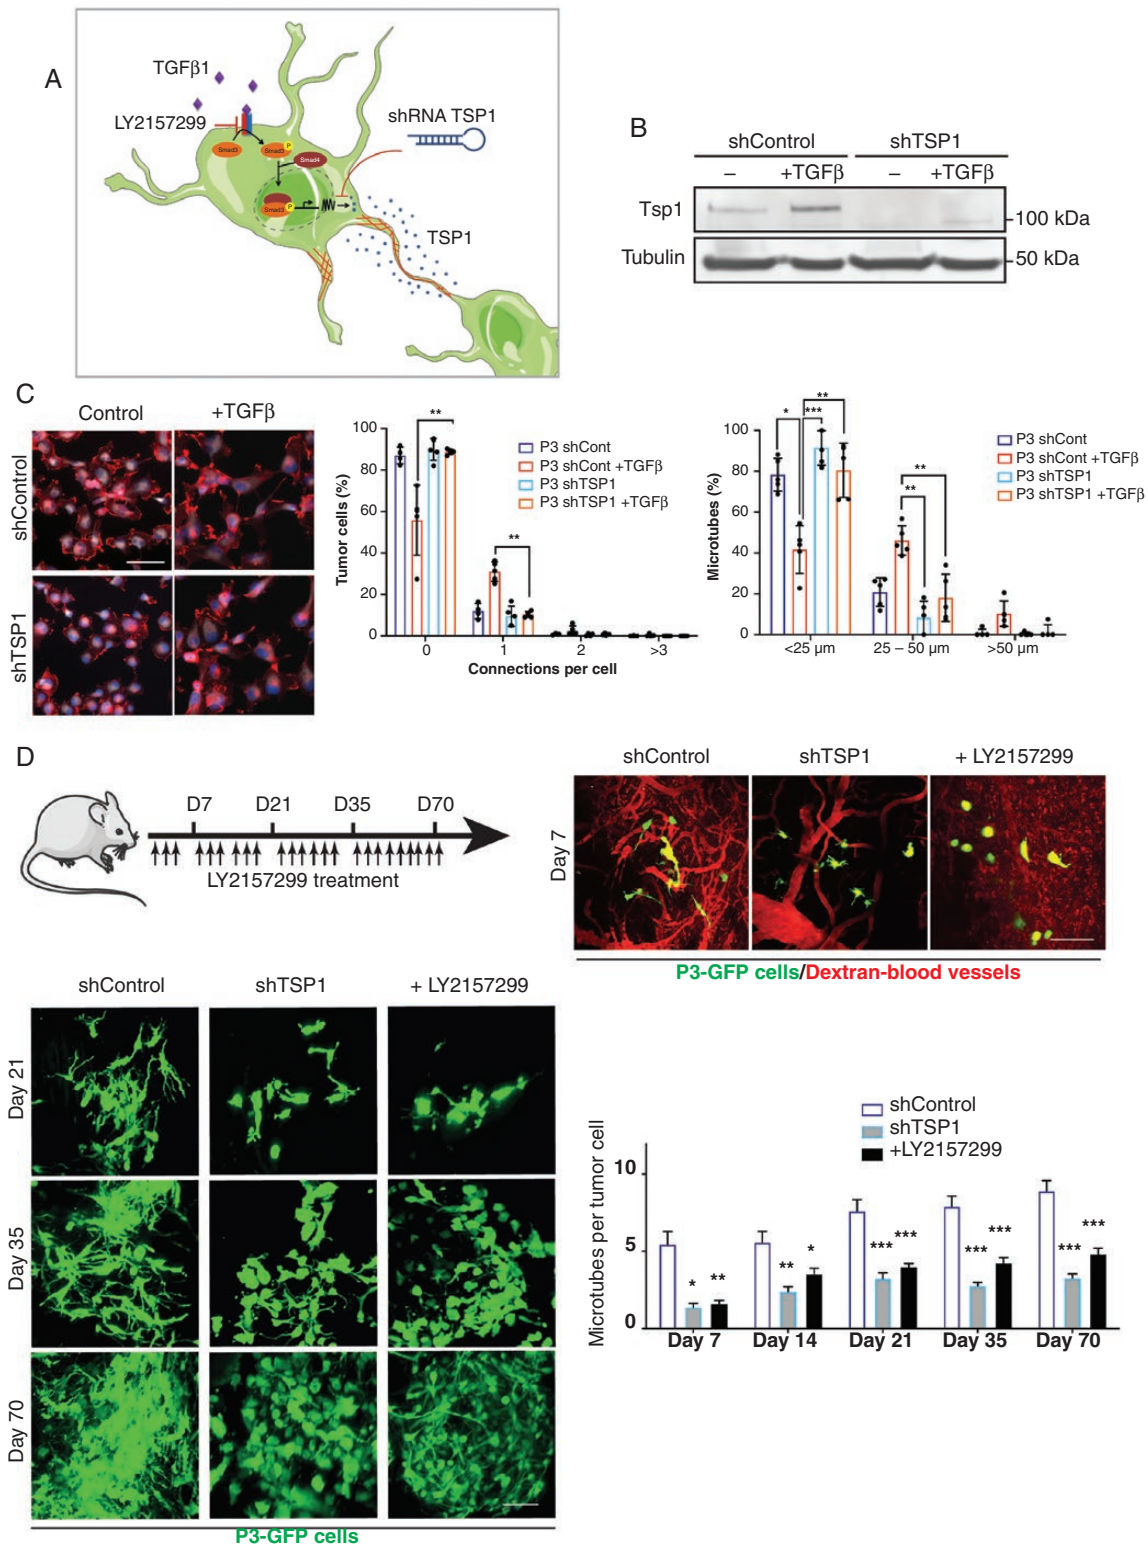 A
TGFβ1
LY2157299
shRNA TSP1
Smad3
Smad3
P
Smad4
Smad3
P
TSP1
B
shControl
shTSP1
–
+TGFβ
–
+TGFβ
Tsp1
100 kDa
Tubulin
50 kDa
C
Control
+TGFβ
shControl
shTSP1
Tumor cells (%)
100
80
60
40
20
0
**
**
P3 shCont
P3 shCont +TGFβ
P3 shTSP1
P3 shTSP1 +TGFβ
0
1
2
>3
Connections per cell
Microtubes (%)
100
80
60
40
20
0
*
***
**
**
**
P3 shCont
P3 shCont +TGFβ
P3 shTSP1
P3 shTSP1 +TGFβ
<25 µm
25 – 50 µm
>50 µm
D
D7
D21
D35
D70
LY2157299 treatment
shControl
shTSP1
+ LY2157299
Day 7
P3-GFP cells/Dextran-blood vessels
shControl
shTSP1
+ LY2157299
Day 21
Day 35
Day 70
P3-GFP cells
shControl
shTSP1
+LY2157299
Microtubes per tumor cell
10
5
0
*
**
**
*
***
***
***
***
***
***
Day 7
Day 14
Day 21
Day 35
Day 70